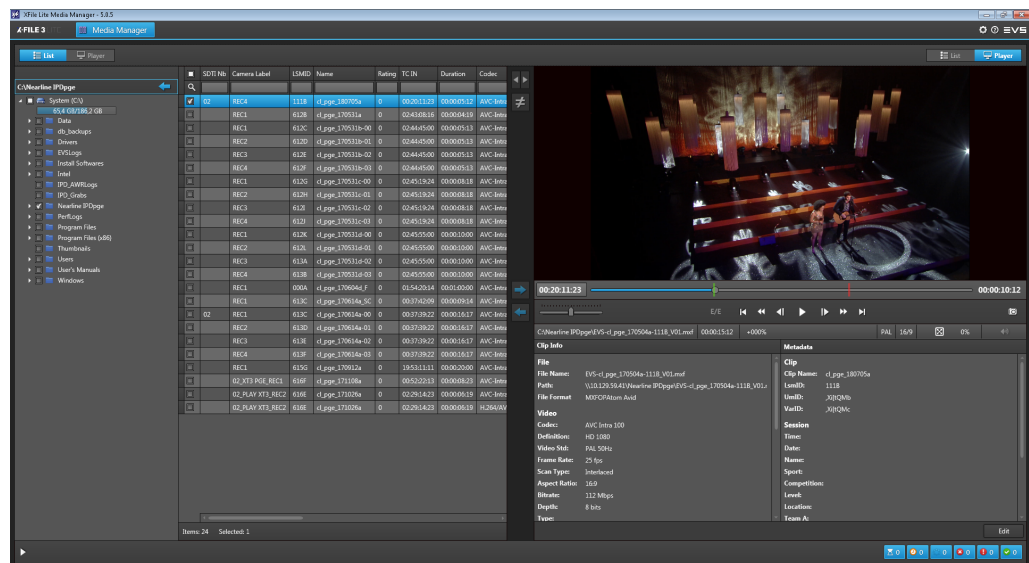 XFile Lite Media Manager - 5.8.5
X-FILE 3 Media Manager EVS
List Player List Player
C:\Nearline IPDpge
System (C:\)
65,4 GB/186,2 GB
Data
db_backups
Drivers
EVSLogs
Install Softwares
Intel
IPD_AWRLogs
IPD_Grabs
Nearline IPDpge
PerfLogs
Program Files
Program Files (x86)
Thumbnails
Users
User's Manuals
Windows
SDTI Nb Camera Label LSMID Name Rating TC IN Duration Codec
02 REC4 111B cl_pge_180705a 0 00:20:11:23 00:00:05:12 AVC-Intra
REC1 612B cl_pge_170531a 0 02:43:08:16 00:00:04:19 AVC-Intra
REC1 612C cl_pge_170531b-00 0 02:44:45:00 00:00:05:13 AVC-Intra
REC2 612D cl_pge_170531b-01 0 02:44:45:00 00:00:05:13 AVC-Intra
REC3 612E cl_pge_170531b-02 0 02:44:45:00 00:00:05:13 AVC-Intra
REC4 612F cl_pge_170531b-03 0 02:44:45:00 00:00:05:13 AVC-Intra
REC1 612G cl_pge_170531c-00 0 02:45:19:24 00:00:08:18 AVC-Intra
REC2 612H cl_pge_170531c-01 0 02:45:19:24 00:00:08:18 AVC-Intra
REC3 612I cl_pge_170531c-02 0 02:45:19:24 00:00:08:18 AVC-Intra
REC4 612J cl_pge_170531c-03 0 02:45:19:24 00:00:08:18 AVC-Intra
REC1 612K cl_pge_170531d-00 0 02:45:55:00 00:00:10:00 AVC-Intra
REC2 612L cl_pge_170531d-01 0 02:45:55:00 00:00:10:00 AVC-Intra
REC3 613A cl_pge_170531d-02 0 02:45:55:00 00:00:10:00 AVC-Intra
REC4 613B cl_pge_170531d-03 0 02:45:55:00 00:00:10:00 AVC-Intra
REC1 000A cl_pge_170604d_F 0 01:54:20:14 00:01:00:00 AVC-Intra
REC1 613C cl_pge_170614a_SC 0 00:37:42:09 00:00:09:14 AVC-Intra
02 REC1 613C cl_pge_170614a-00 0 00:37:39:22 00:00:16:17 AVC-Intra
REC2 613D cl_pge_170614a-01 0 00:37:39:22 00:00:16:17 AVC-Intra
REC3 613E cl_pge_170614a-02 0 00:37:39:22 00:00:16:17 AVC-Intra
REC4 613F cl_pge_170614a-03 0 00:37:39:22 00:00:16:17 AVC-Intra
REC1 615G cl_pge_170912a 0 19:53:11:11 00:00:20:00 AVC-Intra
02_XT3 PGE_REC1 616F cl_pge_171108a 0 00:52:22:13 00:00:08:23 AVC-Intra
02_PLAY XT3_REC2 616E cl_pge_171026a 0 02:29:14:23 00:00:06:19 AVC-Intra
02_PLAY XT3_REC2 616E cl_pge_171026a 0 02:29:14:23 00:00:06:19 H.264/AV
Items: 24 Selected: 1
00:20:11:23 00:00:10:12
E/E
C:\Nearline IPDpge\EVS-cl_pge_170504a-111B_V01.mxf 00:00:15:12 +000% PAL 16/9 0%
Clip Info
File
File Name: EVS-cl_pge_170504a-111B_V01.mxf
Path: \\10.129.59.41\Nearline IPDpge\EVS-cl_pge_170504a-111B_V01.r
File Format MXFOPAtom Avid
Video
Codec: AVC Intra 100
Definition: HD 1080
Video Std: PAL 50Hz
Frame Rate: 25 fps
Scan Type: Interlaced
Aspect Ratio: 16:9
Bitrate: 112 Mbps
Depth: 8 bits
Type:
Metadata
Clip
Clip Name: cl_pge_180705a
LsmID: 111B
UmID: ,Xi[tQMb
VarID: ,Xi[tQMc
Session
Time:
Date:
Name:
Sport:
Competition:
Level:
Location:
Team A:
Edit
0 0 0 0 0 0